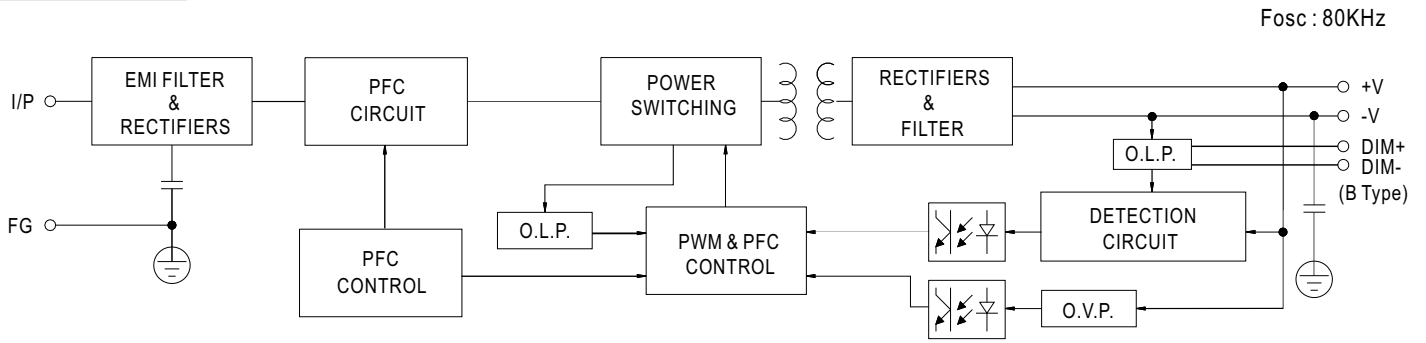 Fosc : 80KHz
I/P
EMI FILTER
&
RECTIFIERS
PFC
CIRCUIT
POWER
SWITCHING
RECTIFIERS
&
FILTER
+V
-V
O.L.P.
DIM+
DIM-
(B Type)
FG
PFC
CONTROL
O.L.P.
PWM & PFC
CONTROL
DETECTION
CIRCUIT
O.V.P.